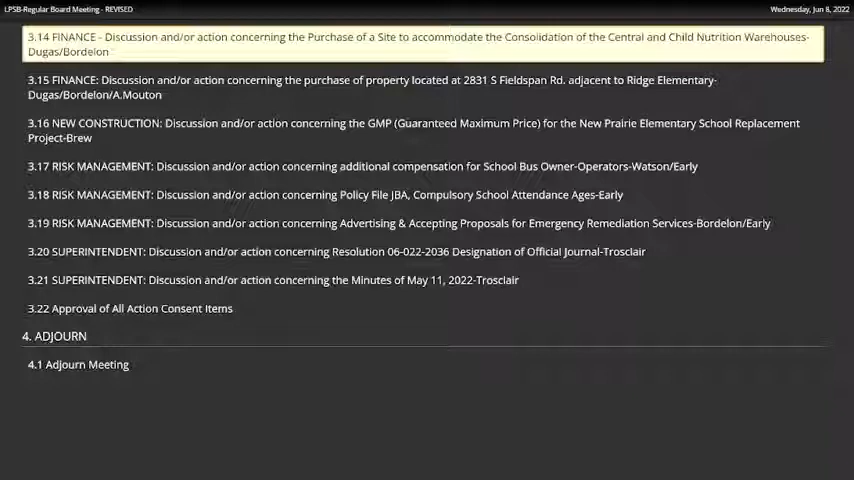 LPSB-Regular Board Meeting - REVISED
Wednesday, Jun 8, 2022
3.14 FINANCE - Discussion and/or action concerning the Purchase of a Site to accommodate the Consolidation of the Central and Child Nutrition Warehouses-
Dugas/Bordelon
3.15 FINANCE: Discussion and/or action concerning the purchase of property located at 2831 S Fieldspan Rd. adjacent to Ridge Elementary-
Dugas/Bordelon/A.Mouton
3.16 NEW CONSTRUCTION: Discussion and/or action concerning the GMP (Guaranteed Maximum Price) for the New Prairie Elementary School Replacement
Project-Brew
3.17 RISK MANAGEMENT: Discussion and/or action concerning additional compensation for School Bus Owner-Operators-Watson/Early
3.18 RISK MANAGEMENT: Discussion and/or action concerning Policy File JBA, Compulsory School Attendance Ages-Early
3.19 RISK MANAGEMENT: Discussion and/or action concerning Advertising & Accepting Proposals for Emergency Remediation Services-Bordelon/Early
3.20 SUPERINTENDENT: Discussion and/or action concerning Resolution 06-022-2036 Designation of Official Journal-Trosclair
3.21 SUPERINTENDENT: Discussion and/or action concerning the Minutes of May 11, 2022-Trosclair
3.22 Approval of All Action Consent Items
4. ADJOURN
4.1 Adjourn Meeting